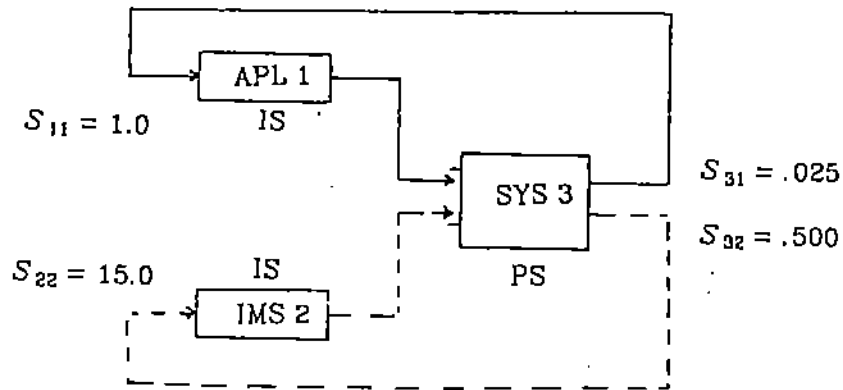 APL 1
IS
S₁₁ = 1.0
SYS 3
PS
S₃₁ = .025
S₃₂ = .500
S₂₂ = 15.0
IS
IMS 2